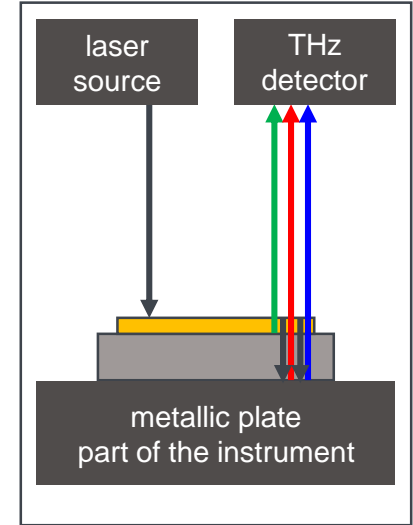 laser
source
THz
detector
metallic plate
part of the instrument